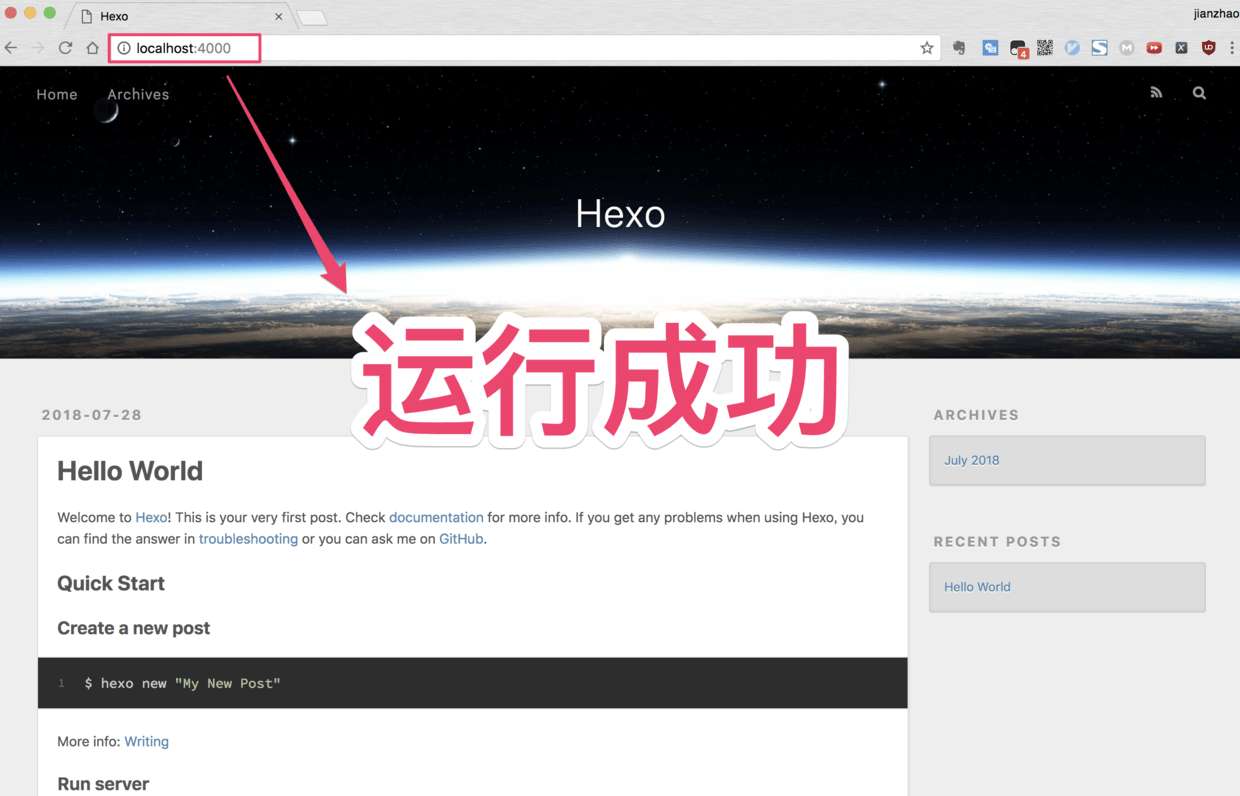 Hexo
jianzhao
localhost:4000
4
Home
Archives
Hexo
运行成功
2018-07-28
Hello World
Welcome to Hexo! This is your very first post. Check documentation for more info. If you get any problems when using Hexo, you
can find the answer in troubleshooting or you can ask me on GitHub.
Quick Start
Create a new post
1 $ hexo new "My New Post"
More info: Writing
Run server
ARCHIVES
July 2018
RECENT POSTS
Hello World